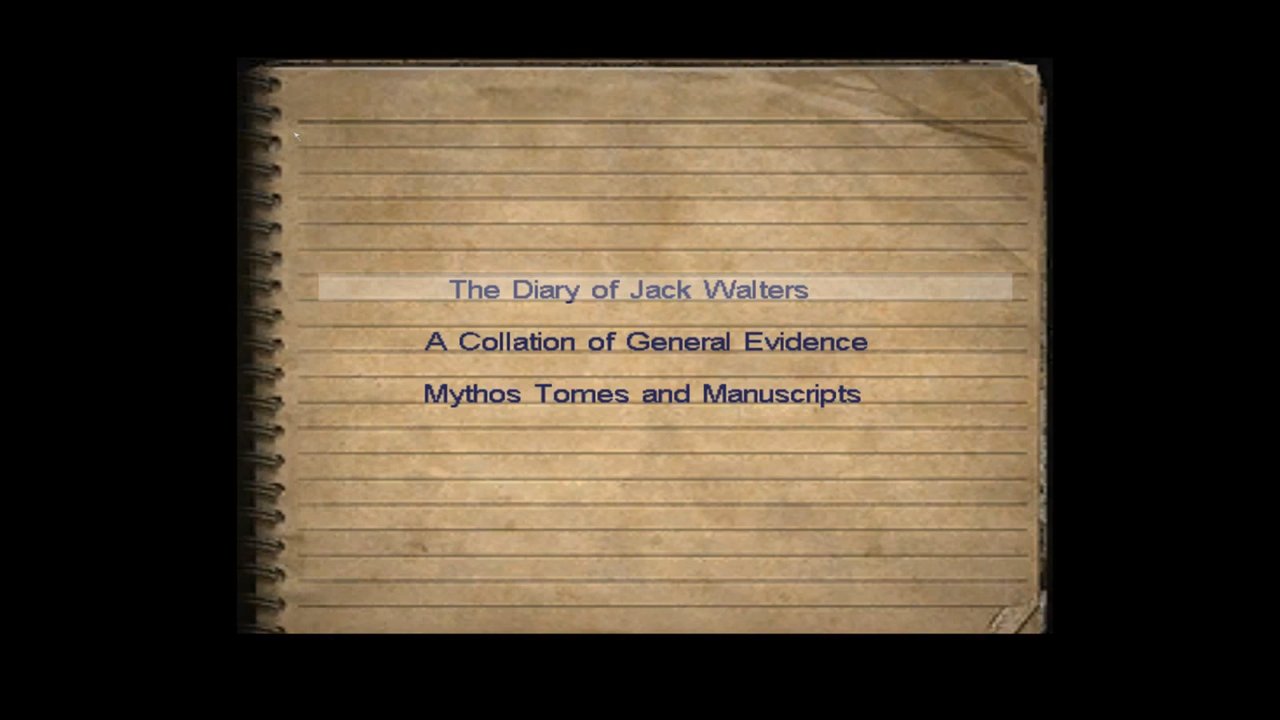 The Diary of Jack Walters
A Collation of General Evidence
Mythos Tomes and Manuscripts